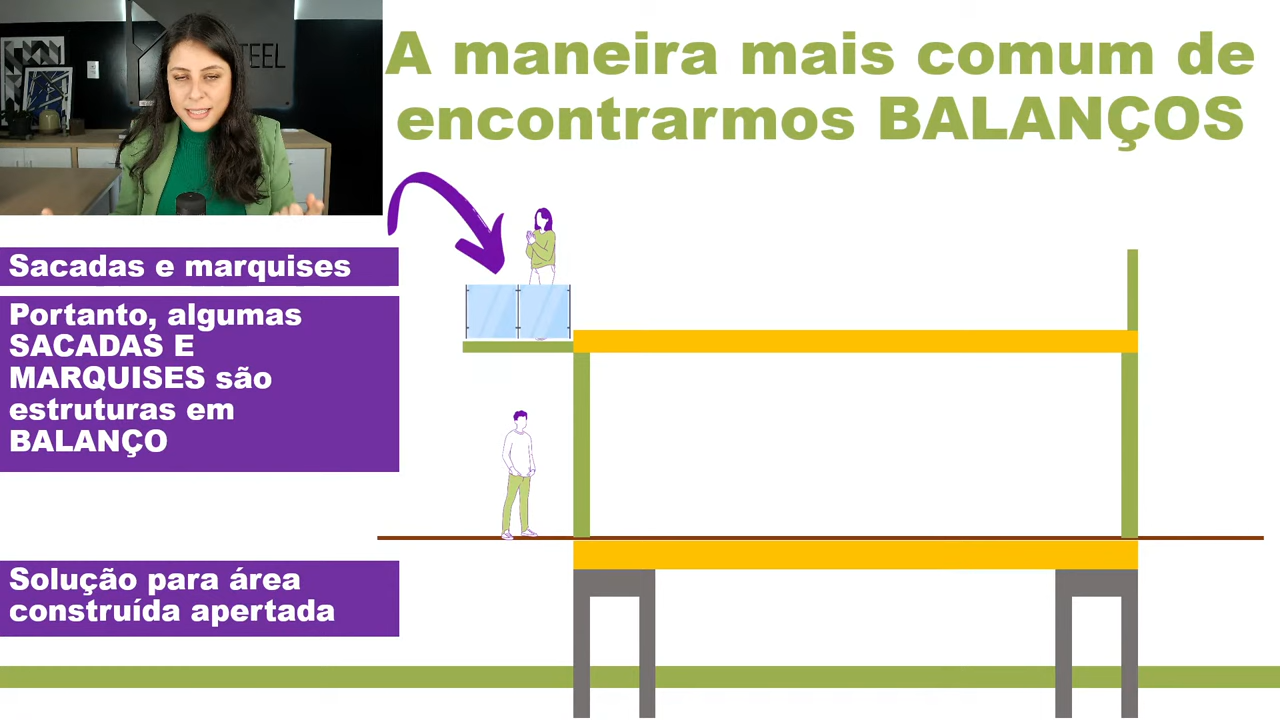 TEEL
A maneira mais comum de
encontrarmos BALANÇOS
Sacadas e marquises
Portanto, algumas
SACADAS E
MARQUISES são
estruturas em
BALANÇO
Solução para área
construída apertada